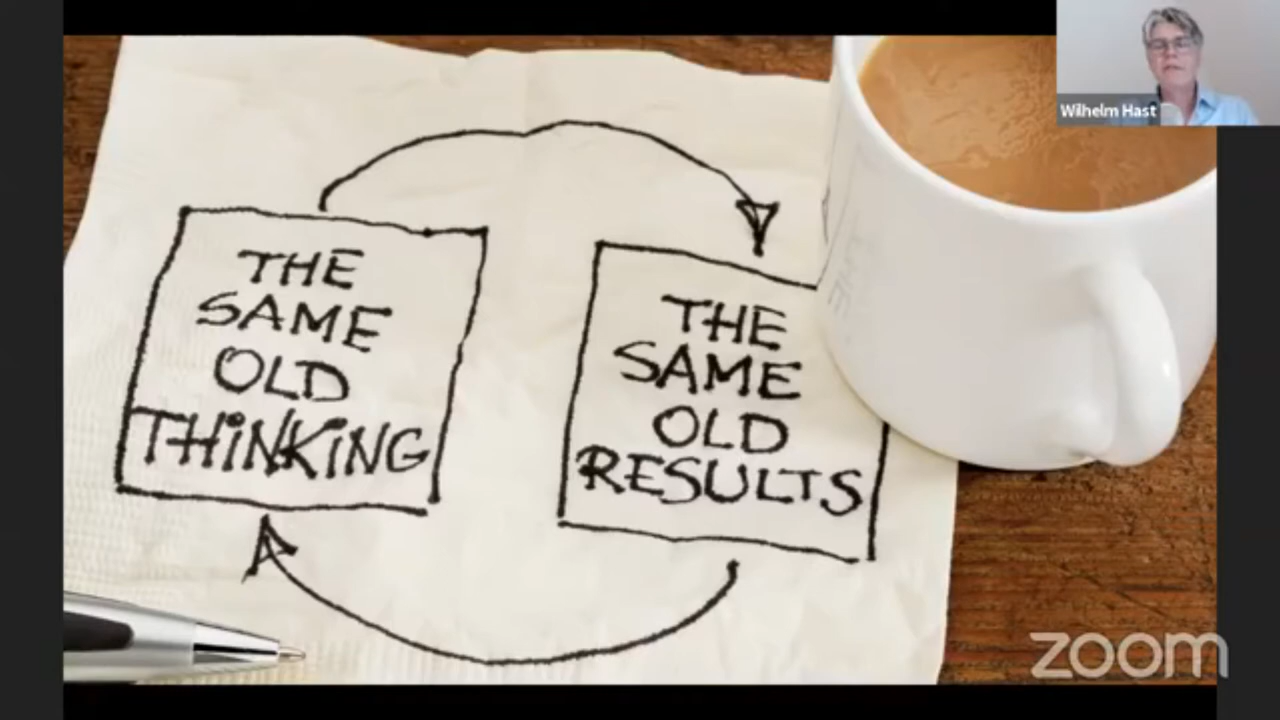 Wilhelm Hast
THE
SAME
OLD
THiNKiNG
THE
SAME
OLD
RESULTS
zoom